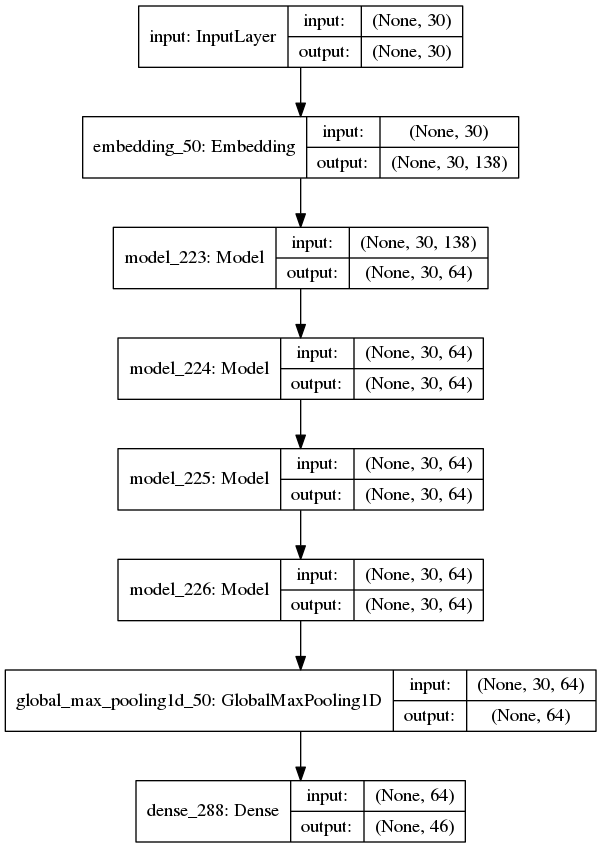 input: InputLayer
input: (None, 30)
output: (None, 30)
embedding_50: Embedding
input: (None, 30)
output: (None, 30, 138)
model_223: Model
input: (None, 30, 138)
output: (None, 30, 64)
model_224: Model
input: (None, 30, 64)
output: (None, 30, 64)
model_225: Model
input: (None, 30, 64)
output: (None, 30, 64)
model_226: Model
input: (None, 30, 64)
output: (None, 30, 64)
global_max_pooling1d_50: GlobalMaxPooling1D
input: (None, 30, 64)
output: (None, 64)
dense_288: Dense
input: (None, 64)
output: (None, 46)